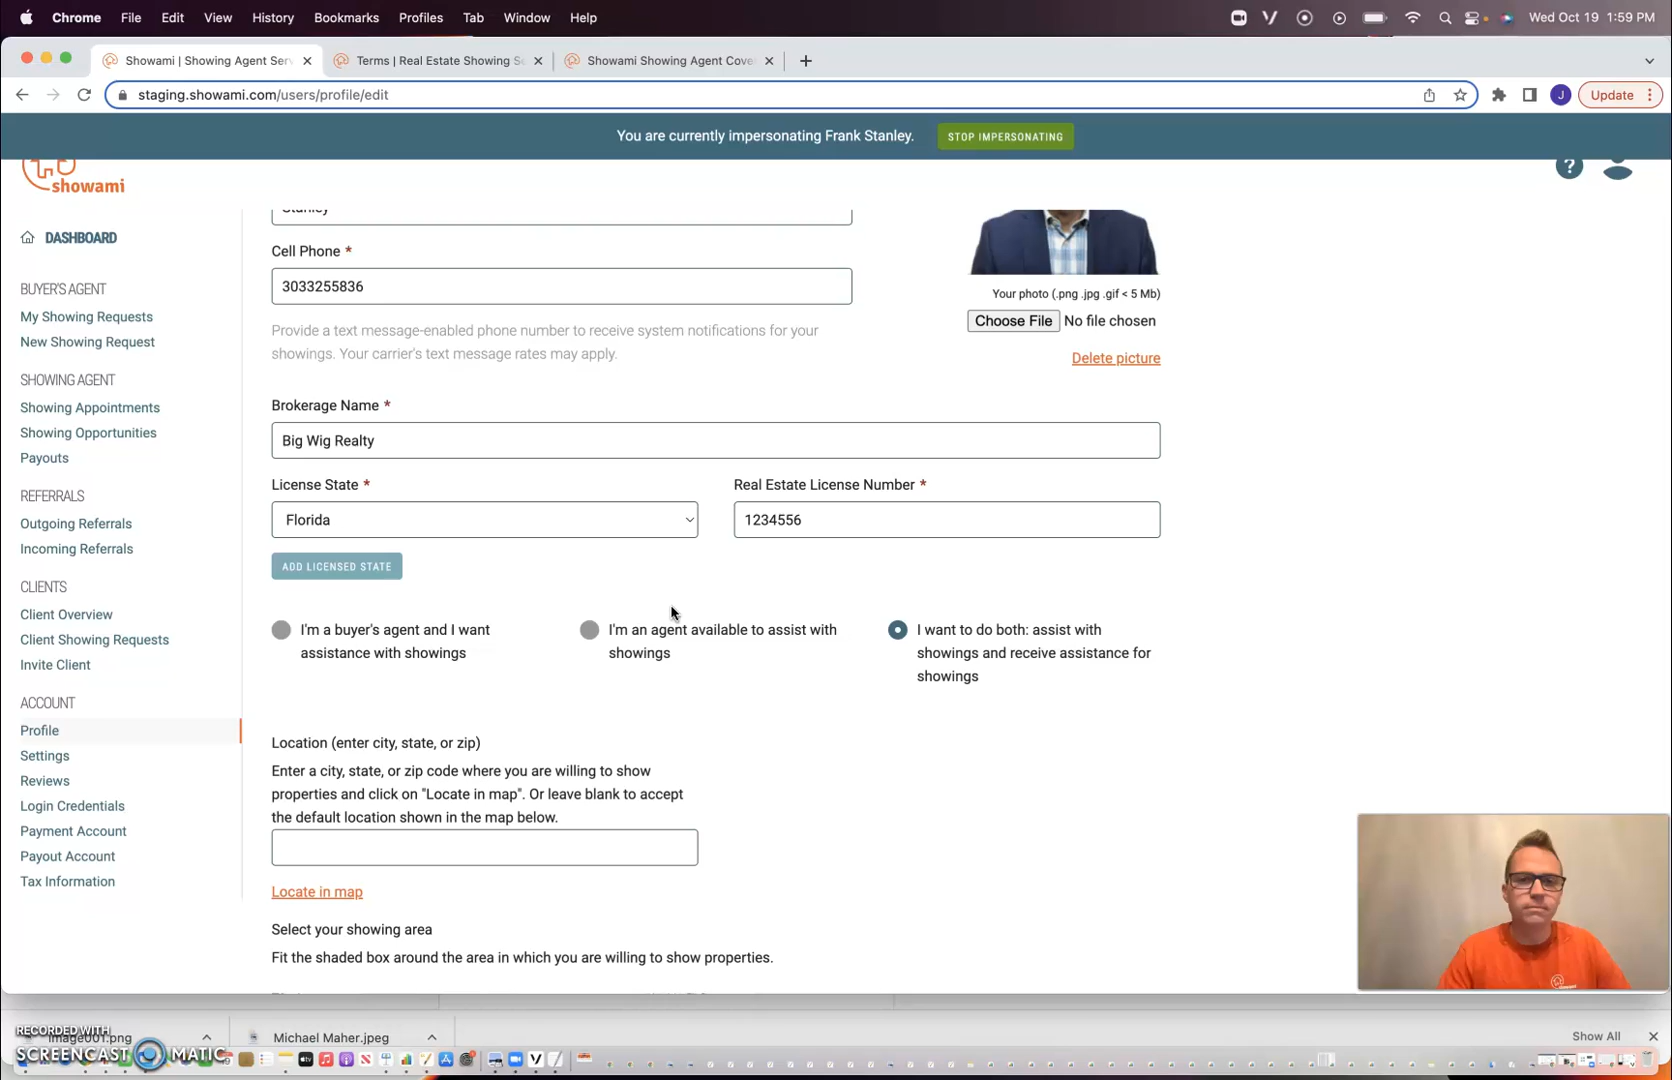 Chrome File Edit View History Bookmarks Profiles Tab Window Help Wed Oct 19 1:59 PM
Showami | Showing Agent Ser Terms | Real Estate Showing Se Showami Showing Agent Cove
staging.showami.com/users/profile/edit J Update
You are currently impersonating Frank Stanley. STOP IMPERSONATING
showami ?
DASHBOARD
BUYER'S AGENT
My Showing Requests
New Showing Request
SHOWING AGENT
Showing Appointments
Showing Opportunities
Payouts
REFERRALS
Outgoing Referrals
Incoming Referrals
CLIENTS
Client Overview
Client Showing Requests
Invite Client
ACCOUNT
Profile
Settings
Reviews
Login Credentials
Payment Account
Payout Account
Tax Information
Stanley
Cell Phone *
3033255836
Provide a text message-enabled phone number to receive system notifications for your
showings. Your carrier's text message rates may apply.
Your photo (.png .jpg .gif < 5 Mb)
Choose File No file chosen
Delete picture
Brokerage Name *
Big Wig Realty
License State * Real Estate License Number *
Florida 1234556
ADD LICENSED STATE
I'm a buyer's agent and I want
assistance with showings
I'm an agent available to assist with
showings
I want to do both: assist with
showings and receive assistance for
showings
Location (enter city, state, or zip)
Enter a city, state, or zip code where you are willing to show
properties and click on "Locate in map". Or leave blank to accept
the default location shown in the map below.
Locate in map
Select your showing area
Fit the shaded box around the area in which you are willing to show properties.
showami
image001.png Michael Maher.jpeg Show All
RECORDED WITH
SCREENCAST MATIC